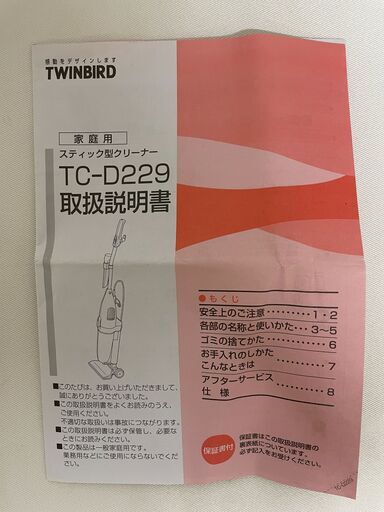 感動をデザインします
TWINBIRD
家庭用
スティック型クリーナー
TC-D229
取扱説明書
■このたびは、お買い上げいただきまして、
誠にありがとうございました。
■この取扱説明書をよくお読みのうえ、
ご使用ください。
不適切な取扱いは事故につながります。
■この取扱説明書は必ず保管し、必要な
ときにお読みください。
■この製品は一般家庭用です。
業務用などにご使用にならないでくだ
さい。
●もくじ
安全上のご注意・・・・・・・・・1・2
各部の名称と使いかた・・・3〜5
ゴミの捨てかた・・・・・・・・・6
お手入れのしかた
こんなときは・・・・・・・・・7
アフターサービス
仕様・・・・・・・・・8
保証書付
保証書はこの取扱説明書の
裏表紙についています。
必ず記入をお受けください。